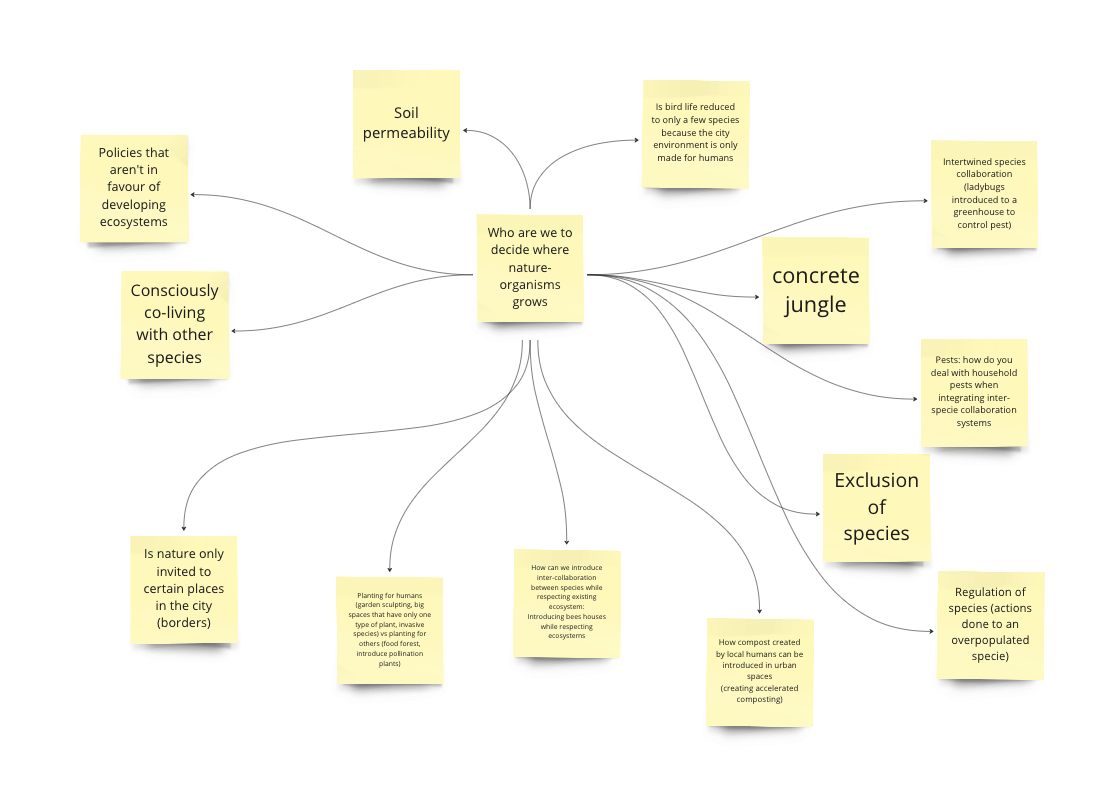 Soil
permeability
Is bird life reduced
to only a few species
because the city
environment is only
made for humans
Policies that
aren't in
favour of
developing
ecosystems
Intertwined species
collaboration
(ladybugs
introduced to a
greenhouse to
control pest)
Who are we to
decide where
nature-
organisms
grows
concrete
jungle
Consciously
co-living
with other
species
Pests: how do you
deal with household
pests when
integrating inter-
specie collaboration
systems
Exclusion
of
species
Is nature only
invited to
certain places
in the city
(borders)
Planting for humans
(garden sculpting, big
spaces that have only one
type of plant, invasive
species) vs planting for
others (food forest,
introduce pollination
plants)
How can we introduce
inter-collaboration
between species while
respecting existing
ecosystem:
Introducing bees houses
while respecting
ecosystems
How compost created
by local humans can be
introduced in urban
spaces
(creating accelerated
composting)
Regulation of
species (actions
done to an
overpopulated
specie)